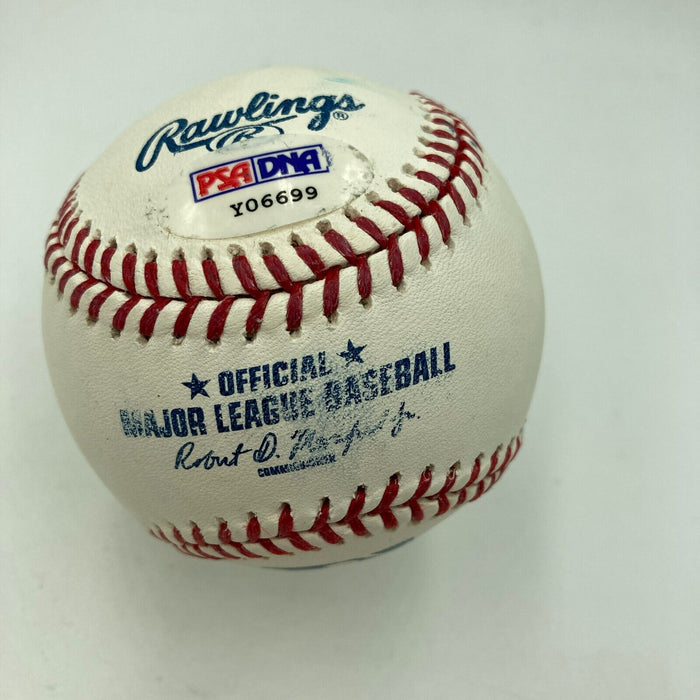 Rawlings®
R
PSA DNA
Y06699
★ OFFICIAL ★
MAJOR LEAGUE BASEBALL
Robert D. Manfred Jr.
COMMISSIONER